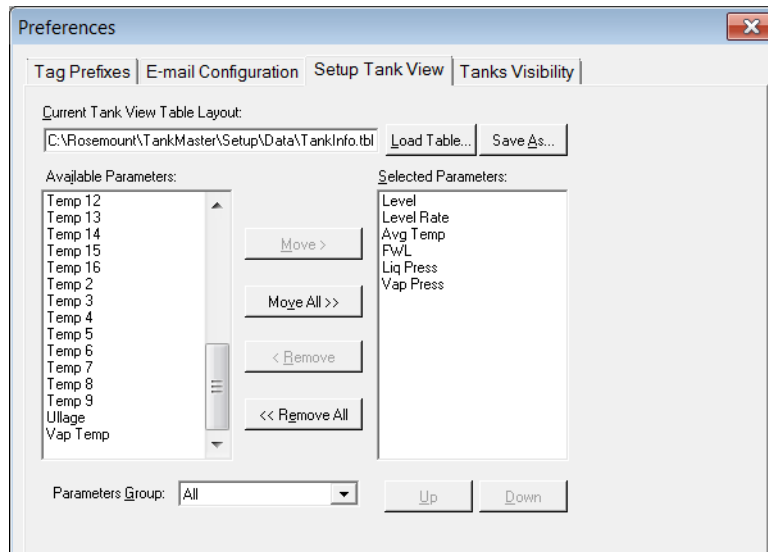 Preferences
Tag Prefixes E-mail Configuration Setup Tank View Tanks Visibility
Current Tank View Table Layout:
C:\Rosemount\TankMaster\Setup\Data\TankInfo.tbl Load Table... Save As...
Available Parameters:
Temp 12
Temp 13
Temp 14
Temp 15
Temp 16
Temp 2
Temp 3
Temp 4
Temp 5
Temp 6
Temp 7
Temp 8
Temp 9
Ullage
Vap Temp
Move >
Move All >>
< Remove
<< Remove All
Selected Parameters:
Level
Level Rate
Avg Temp
FWL
Liq Press
Vap Press
Parameters Group: All
Up Down